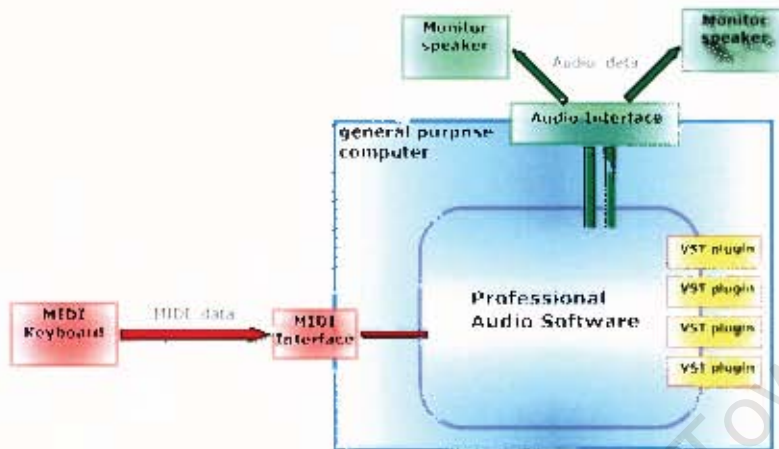 Monitor
speaker
Monitor
speaker
Audio data
Audio Interface
general purpose
computer
VST plugin
VST plugin
VST plugin
VST plugin
Professional
Audio Software
MIDI
Keyboard
MIDI data
MIDI
Interface